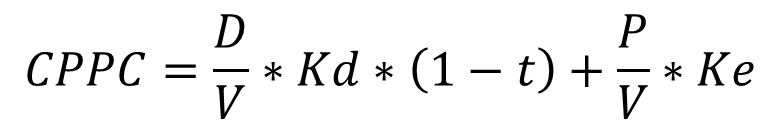 CPPC = D/V * Kd * (1 − t) + P/V * Ke